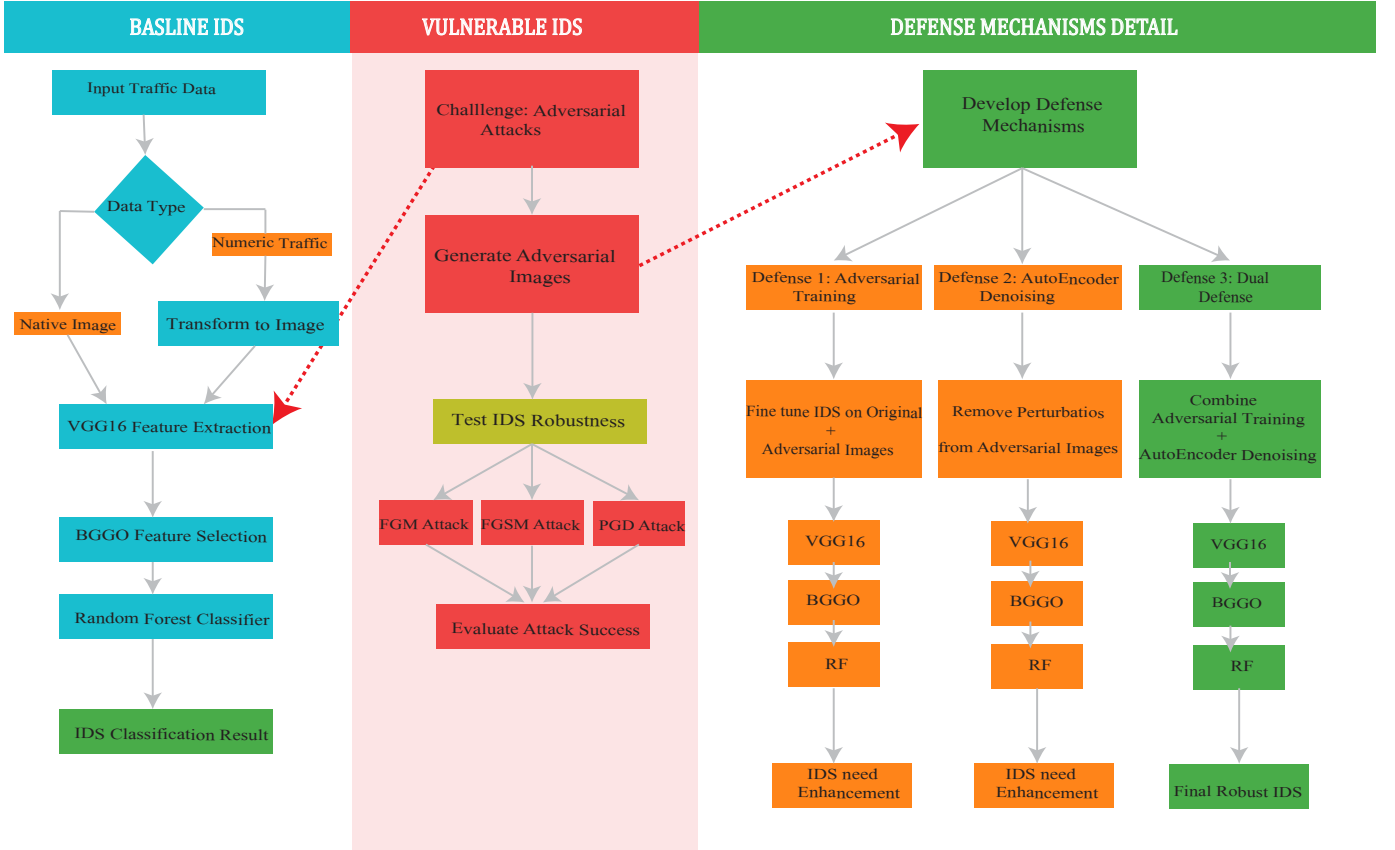 BASLINE IDS
VULNERABLE IDS
DEFENSE MECHANISMS DETAIL
Input Traffic Data
Data Type
Numeric Traffic
Native Image
Transform to Image
VGG16 Feature Extraction
BGGO Feature Selection
Random Forest Classifier
IDS Classification Result
Challlenge: Adversarial
Attacks
Generate Adversarial
Images
Test IDS Robustness
FGM Attack
FGSM Attack
PGD Attack
Evaluate Attack Success
Develop Defense
Mechanisms
Defense 1: Adversarial
Training
Defense 2: AutoEncoder
Denoising
Defense 3: Dual
Defense
Fine tune IDS on Original
+
Adversarial Images
Remove Perturbatios
from Adversarial Images
Combine
Adversarial Training
+
AutoEncoder Denoising
VGG16
BGGO
RF
IDS need
Enhancement
VGG16
BGGO
RF
IDS need
Enhancement
VGG16
BGGO
RF
Final Robust IDS